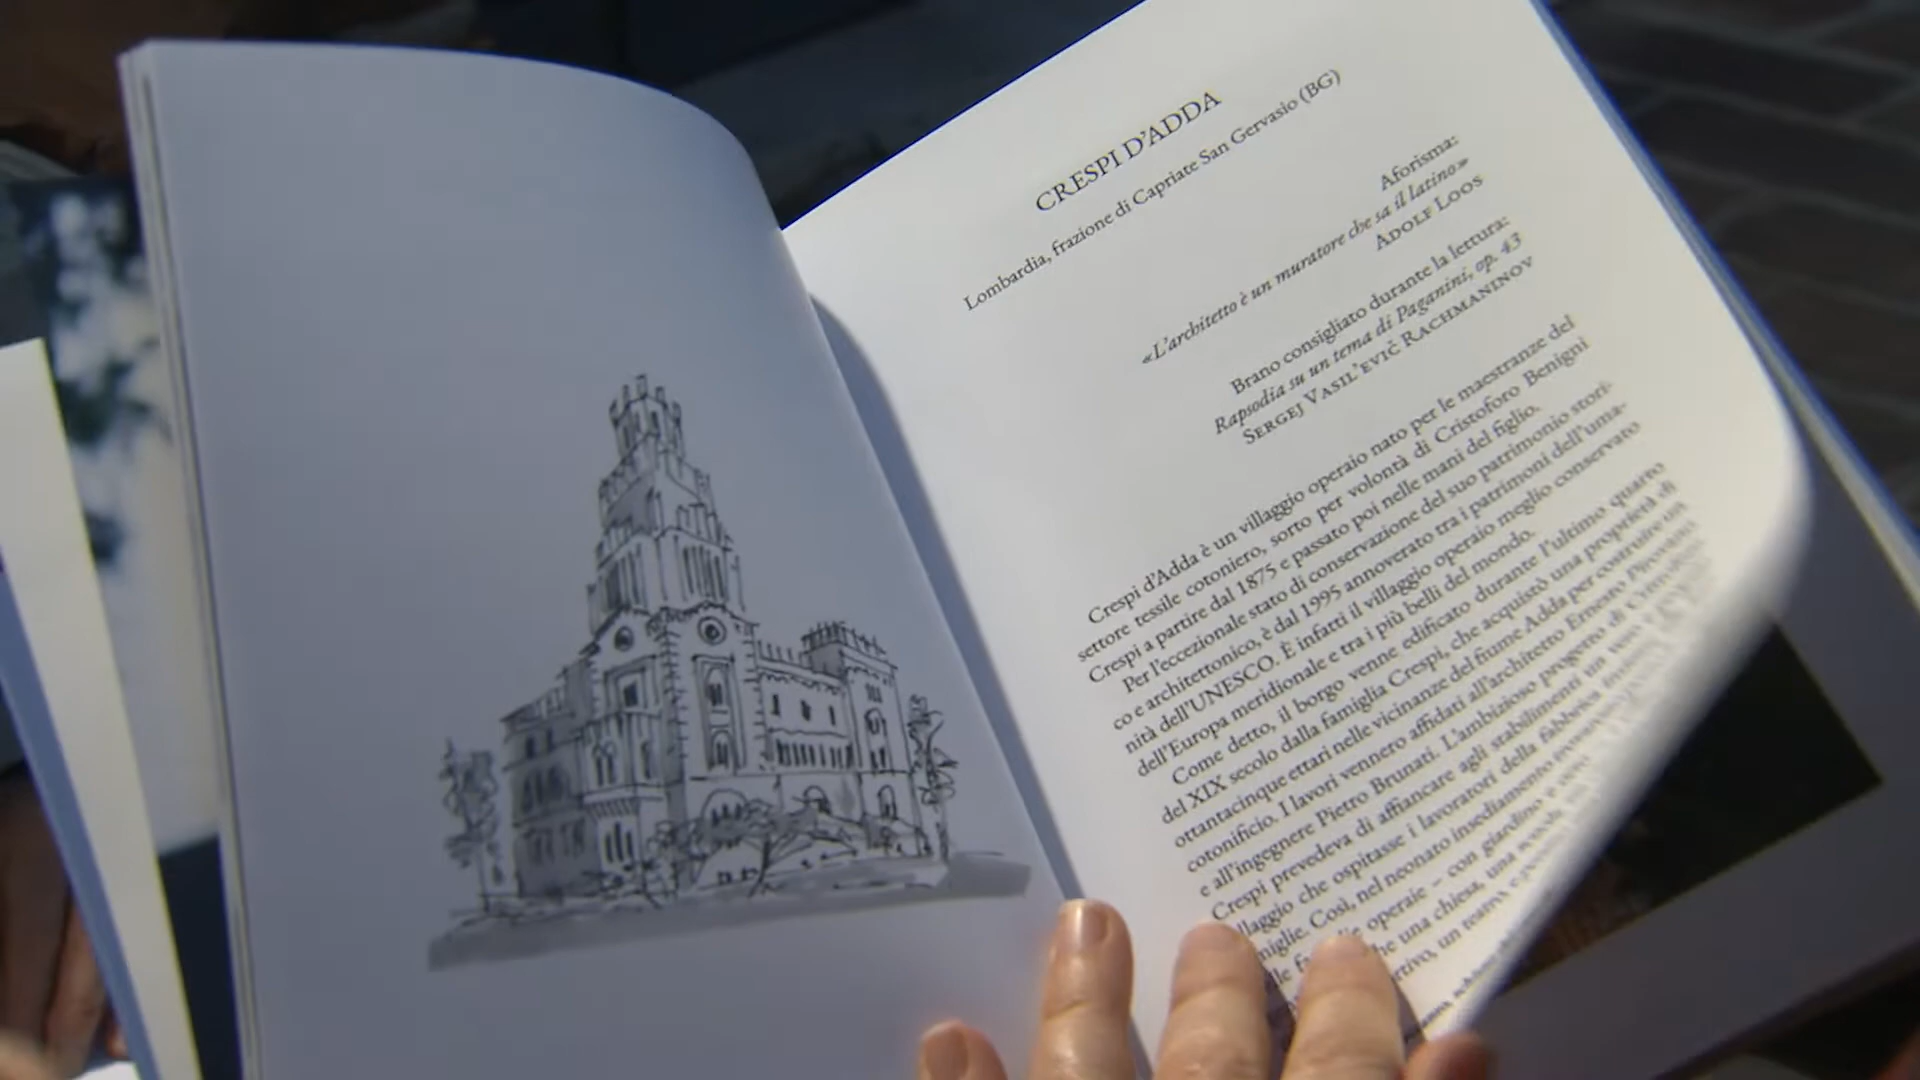 CRESPI D'ADDA
Lombardia, frazione di Capriate San Gervasio (BG)
Aforisma:
«L'architetto è un muratore che sa il latino»
ADOLF LOOS
Brano consigliato durante la lettura:
Rapsodia su un tema di Paganini, op. 43
SERGEJ VASIL'EVIČ RACHMANINOV
Crespi d'Adda è un villaggio operaio nato per le maestranze del
settore tessile cotoniero, sorto per volontà di Cristoforo Benigni
Crespi a partire dal 1875 e passato poi nelle mani del figlio.
Per l'eccezionale stato di conservazione del suo patrimonio stori-
co e architettonico, è dal 1995 annoverato tra i patrimoni dell'uma-
nità dell'UNESCO. È infatti il villaggio operaio meglio conservato
dell'Europa meridionale e tra i più belli del mondo.
Come detto, il borgo venne edificato durante l'ultimo quarto
del XIX secolo dalla famiglia Crespi, che acquistò una proprietà di
ottantacinque ettari nelle vicinanze del fiume Adda per costruire un
cotonificio. I lavori vennero affidati all'architetto Ernesto Pirovano
e all'ingegnere Pietro Brunati. L'ambizioso progetto di Cristoforo
Crespi prevedeva di affiancare agli stabilimenti un vero e
llaggio che ospitasse i lavoratori della fabbrica
miglie. Così, nel neonato insediamento
operaie – con giardino e orto
che una chiesa, una scuola
rtivo, un teatro